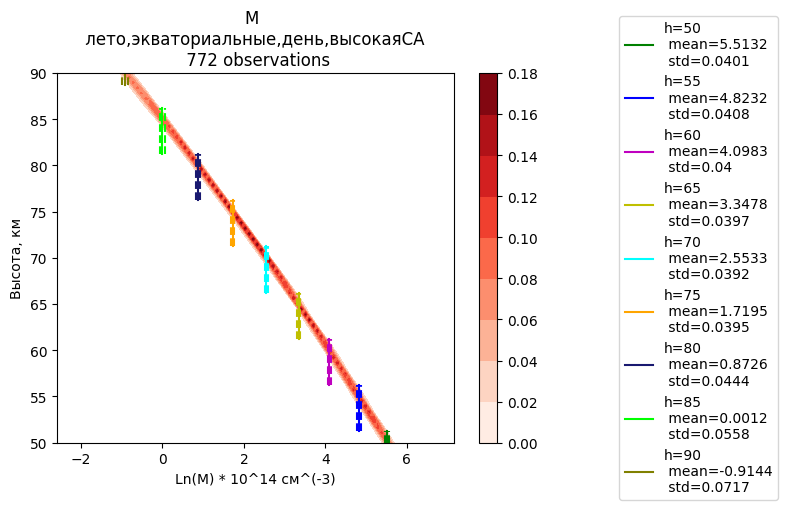 M
лето,экваториальные,день,высокаяСА
772 observations
90
85
80
75
70
65
60
55
50
Высота, км
−2
0
2
4
6
Ln(M) * 10^14 см^(-3)
0.18
0.16
0.14
0.12
0.10
0.08
0.06
0.04
0.02
0.00
h=50
mean=5.5132
std=0.0401
h=55
mean=4.8232
std=0.0408
h=60
mean=4.0983
std=0.04
h=65
mean=3.3478
std=0.0397
h=70
mean=2.5533
std=0.0392
h=75
mean=1.7195
std=0.0395
h=80
mean=0.8726
std=0.0444
h=85
mean=0.0012
std=0.0558
h=90
mean=-0.9144
std=0.0717